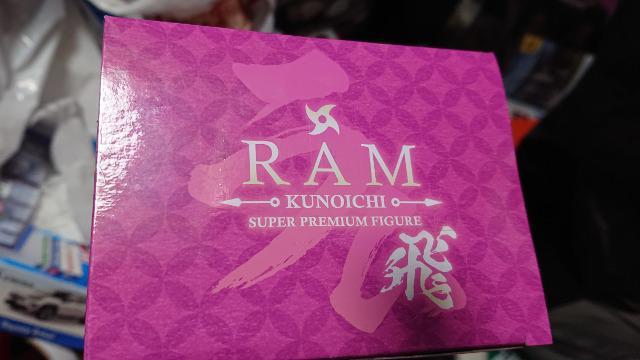 RAM
KUNOICHI
SUPER PREMIUM FIGURE
飛